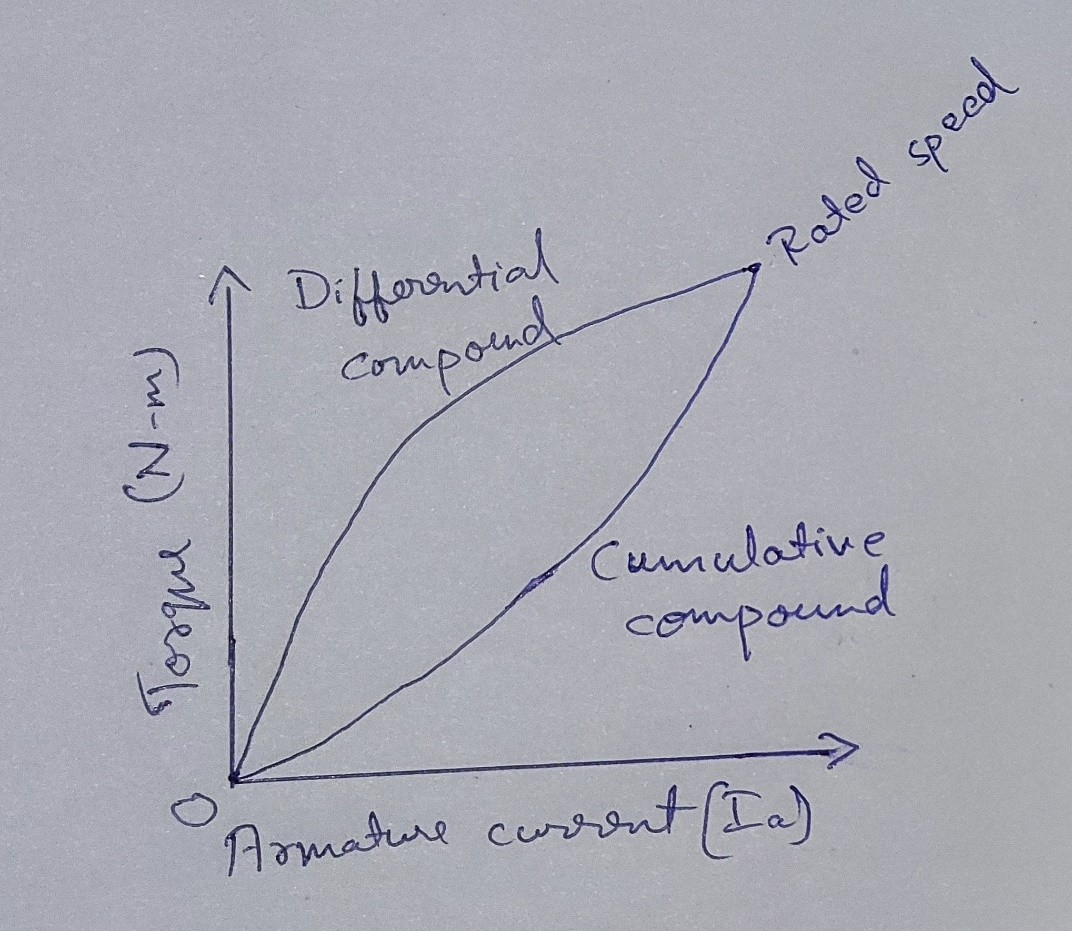 Rated speed
Differential
compound
Torque (N-m)
Cumulative
compound
O
Armature current (Ia)